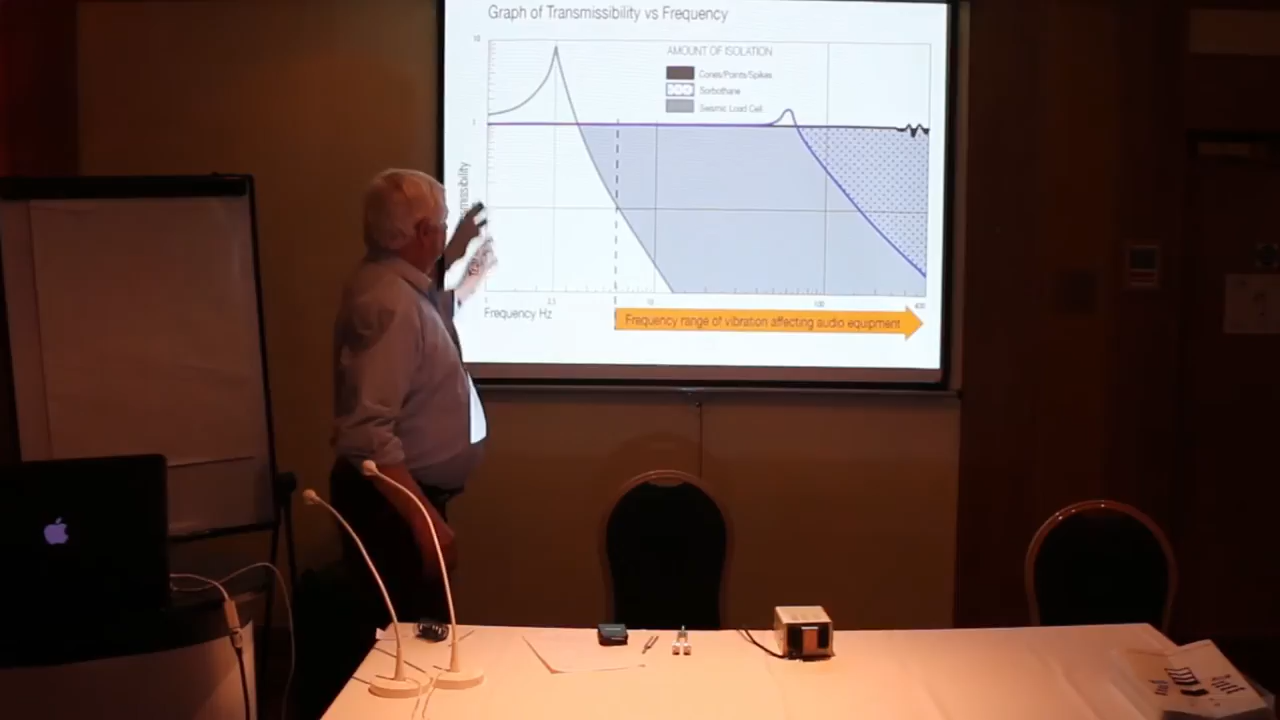 Graph of Transmissibility vs Frequency
10
AMOUNT OF ISOLATION
Cones/Points/Spikes
Sorbothane
Seismic Load Cell
1
1
10
100
400
Frequency Hz
Frequency range of vibration affecting audio equipment